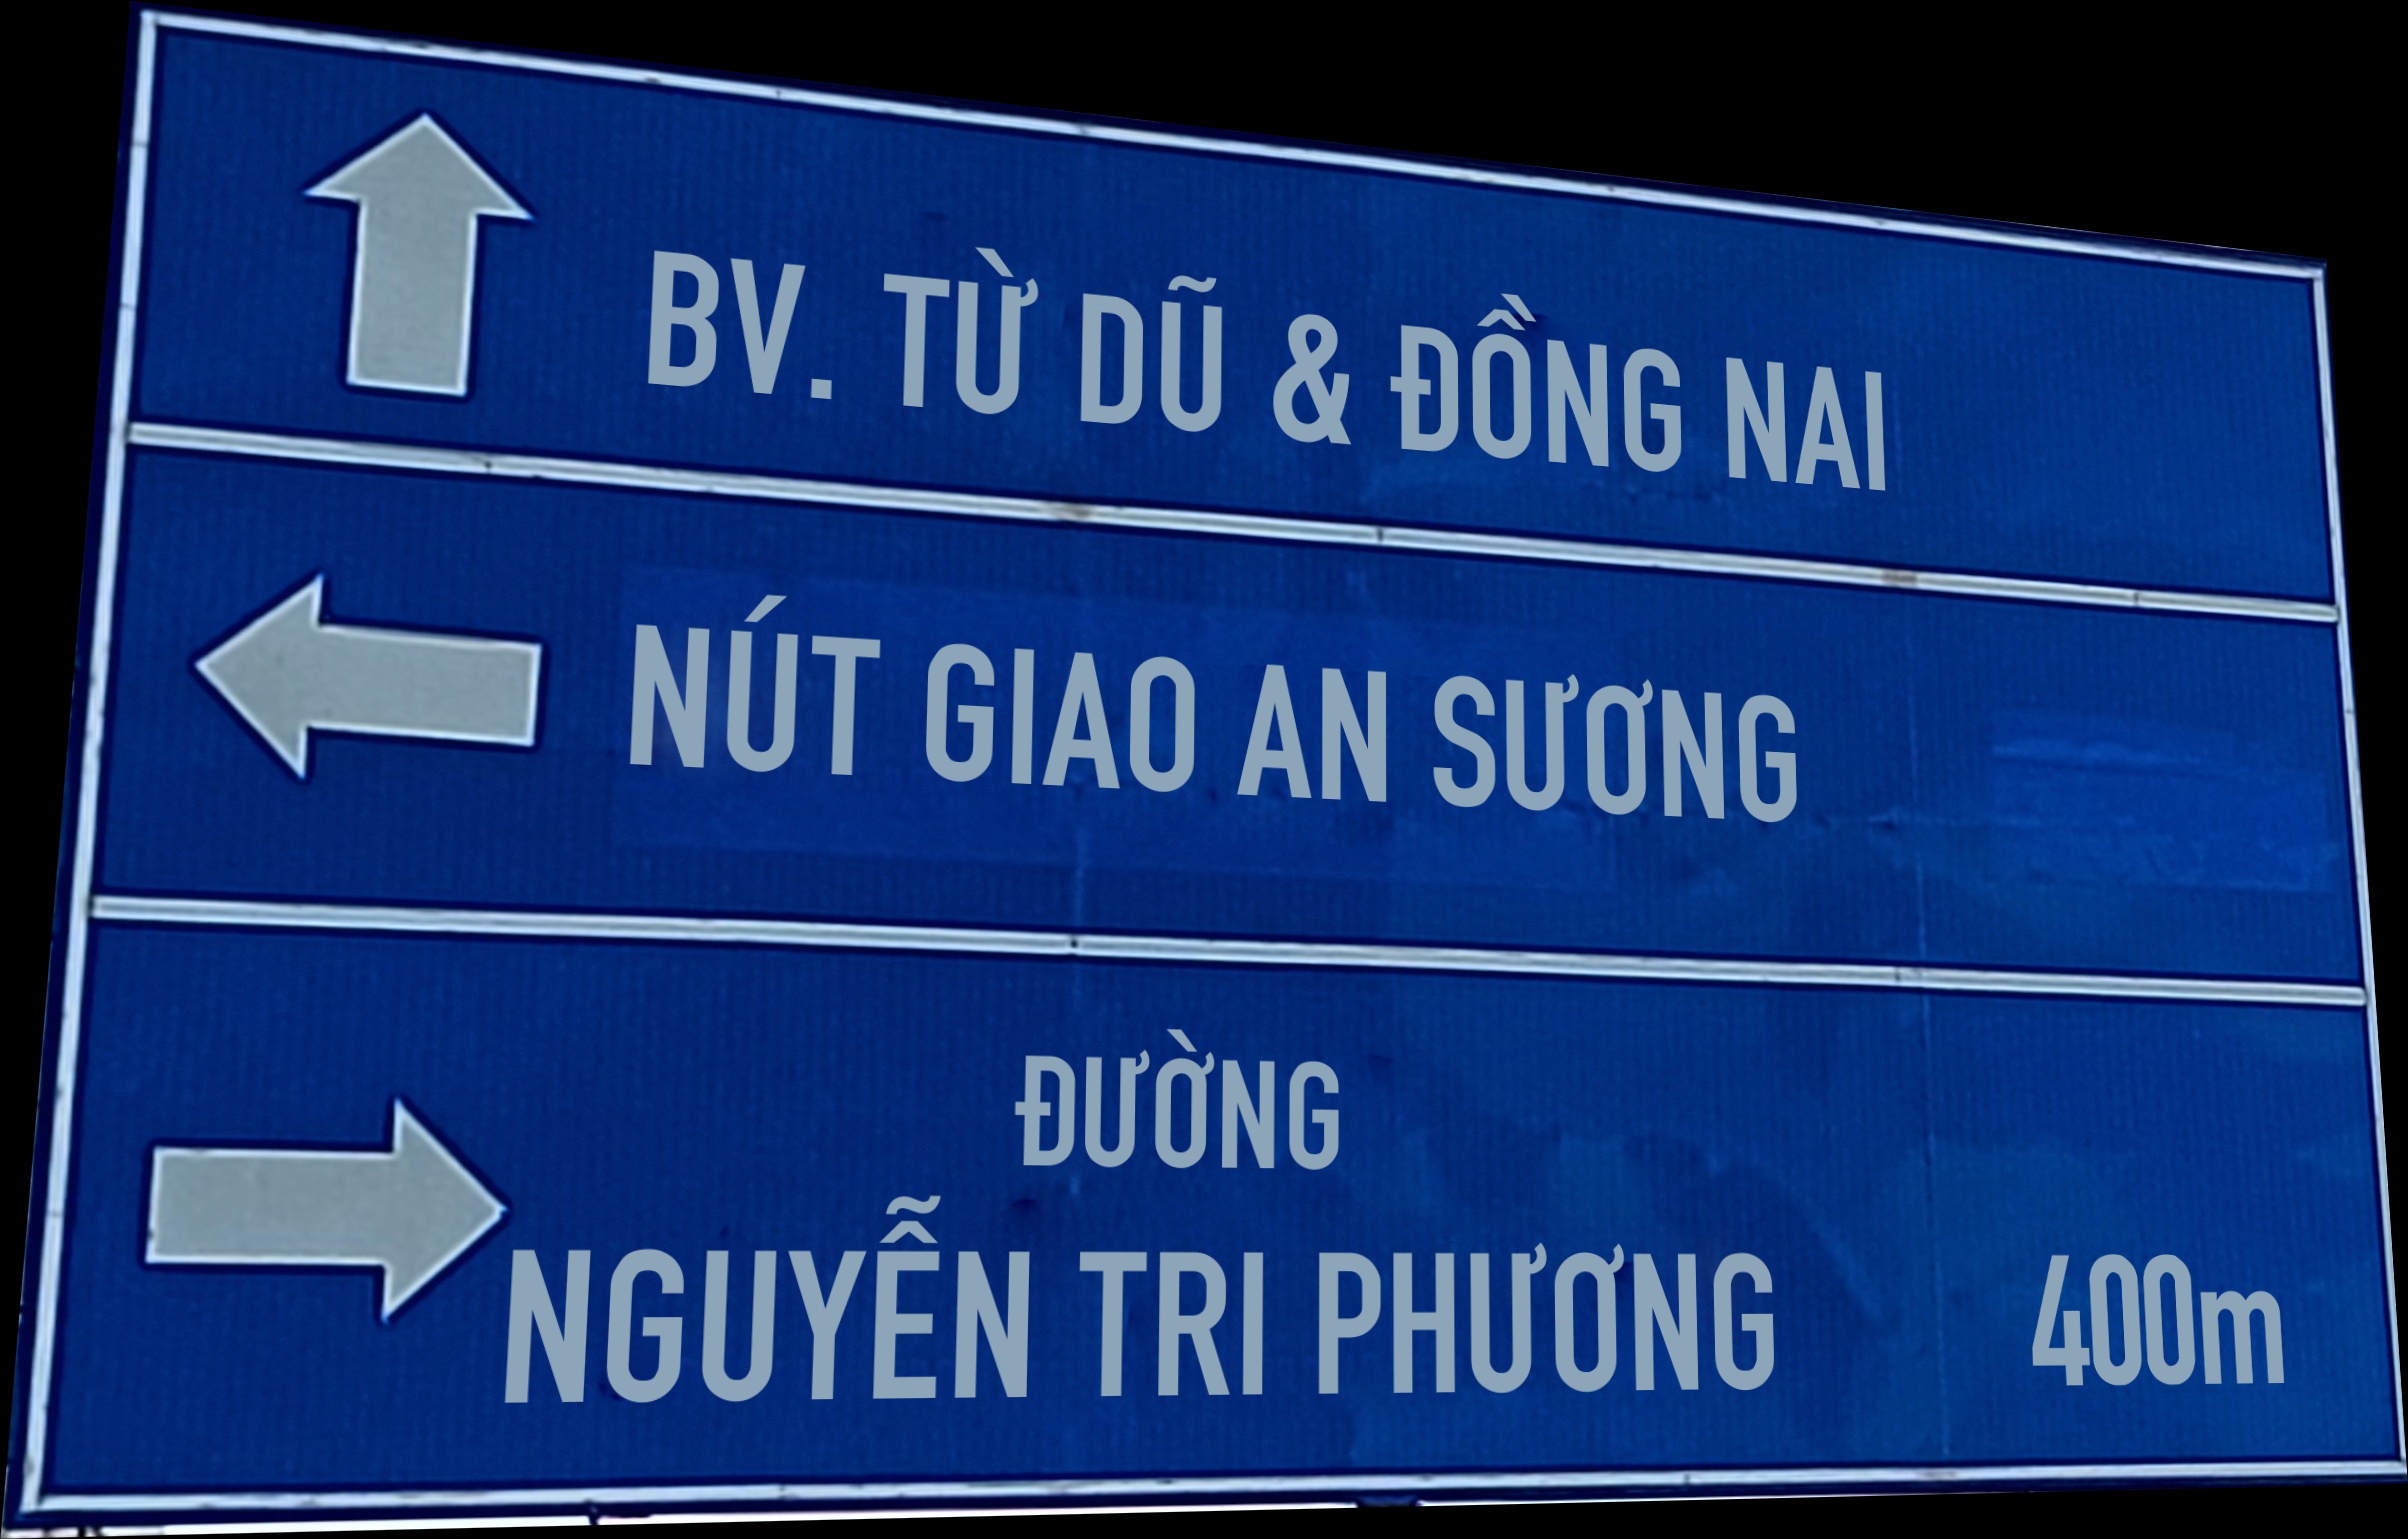 BV. TỪ DŨ & ĐỒNG NAI
NÚT GIAO AN SƯƠNG
ĐƯỜNG
NGUYỄN TRI PHƯƠNG 400m